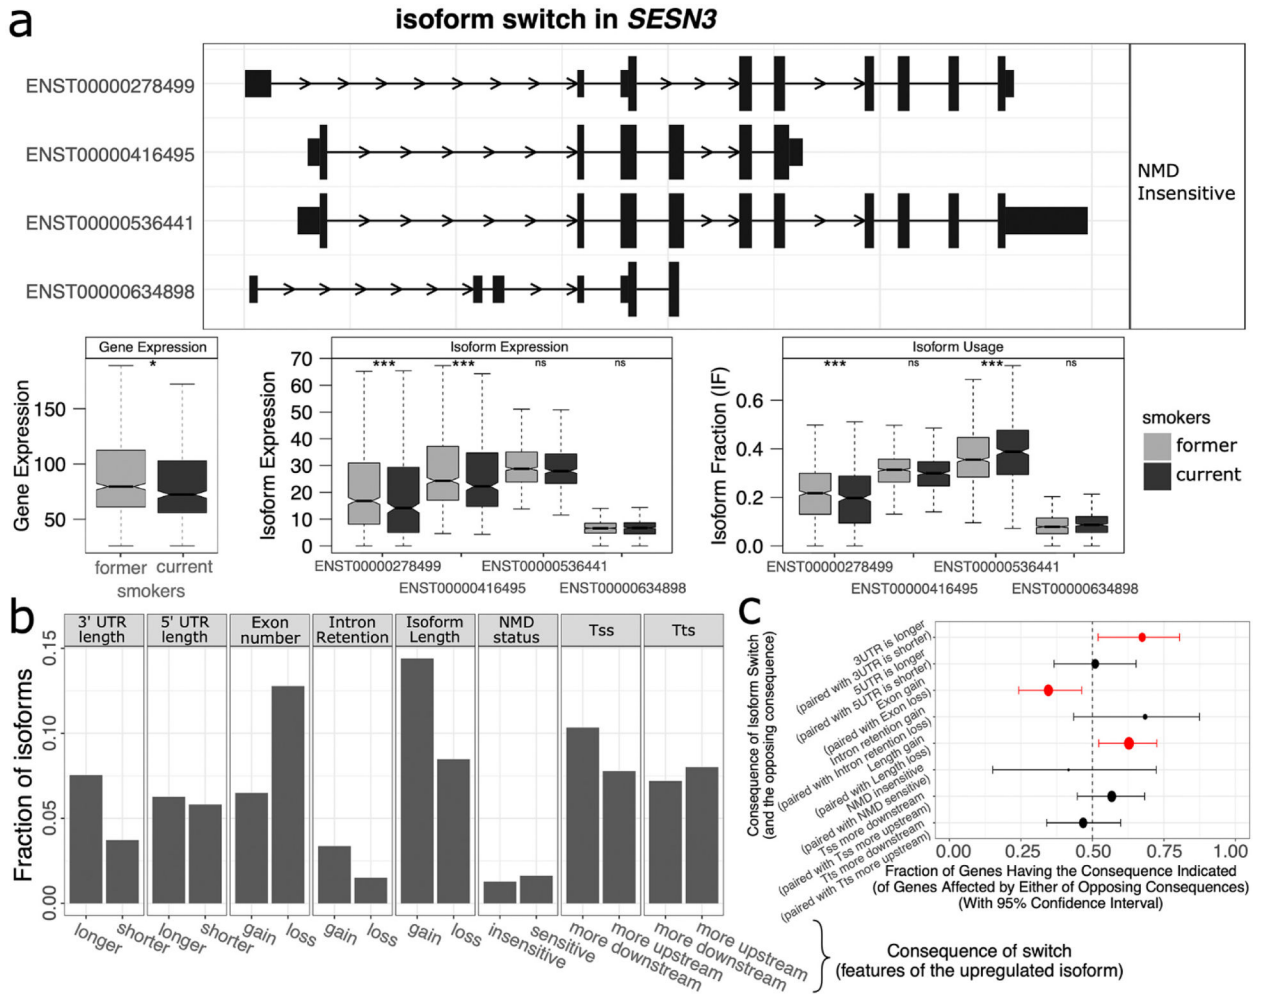 a
isoform switch in SESN3
ENST00000278499
ENST00000416495
ENST00000536441
ENST00000634898
NMD
Insensitive
Gene Expression
*
Gene Expression
150
100
50
former current
smokers
Isoform Expression
*** *** ns ns
Isoform Expression
70
60
50
40
30
20
10
0
ENST00000278499 ENST00000536441
ENST00000416495 ENST00000634898
Isoform Usage
*** ns *** ns
Isoform Fraction (IF)
0.6
0.4
0.2
0.0
ENST00000278499 ENST00000536441
ENST00000416495 ENST00000634898
smokers
former
current
b
3' UTR
length
5' UTR
length
Exon
number
Intron
Retention
Isoform
Length
NMD
status
Tss
Tts
Fraction of isoforms
0.15
0.10
0.05
0.00
longer
shorter
longer
shorter
gain
loss
gain
loss
gain
loss
insensitive
sensitive
more downstream
more upstream
more downstream
more upstream
Consequence of switch
(features of the upregulated isoform)
c
Consequence of Isoform Switch
(and the opposing consequence)
3UTR is longer
(paired with 3UTR is shorter)
5UTR is longer
(paired with 5UTR is shorter)
Exon gain
(paired with Exon loss)
Intron retention gain
(paired with Intron retention loss)
Length gain
(paired with Length loss)
NMD insensitive
(paired with NMD sensitive)
Tss more downstream
(paired with Tss more upstream)
Tts more downstream
(paired with Tts more upstream)
0.00 0.25 0.50 0.75 1.00
Fraction of Genes Having the Consequence Indicated
(of Genes Affected by Either of Opposing Consequences)
(With 95% Confidence Interval)